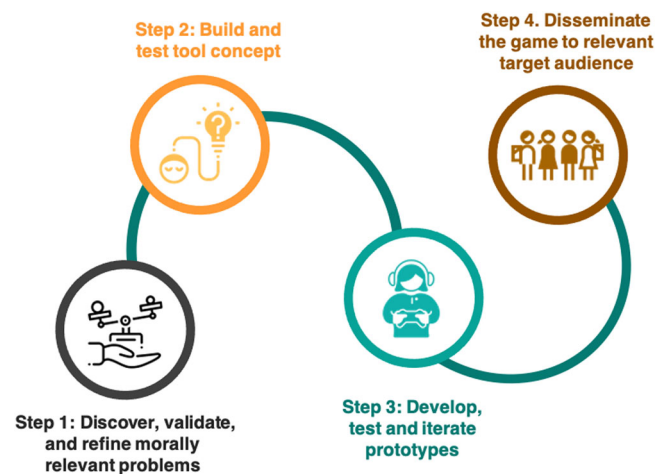 Step 1: Discover, validate,
and refine morally
relevant problems
Step 2: Build and
test tool concept
Step 3: Develop,
test and iterate
prototypes
Step 4. Disseminate
the game to relevant
target audience
?